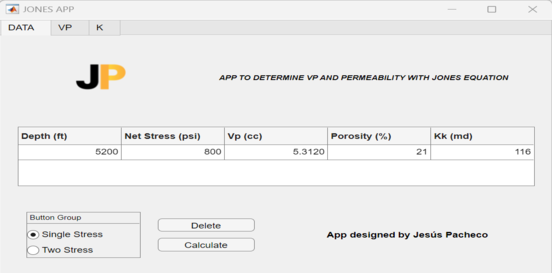 JONES APP
DATA VP K
JP
APP TO DETERMINE VP AND PERMEABILITY WITH JONES EQUATION
Depth (ft) Net Stress (psi) Vp (cc) Porosity (%) Kk (md)
5200 800 5.3120 21 116
Button Group
Single Stress
Two Stress
Delete
Calculate
App designed by Jesús Pacheco